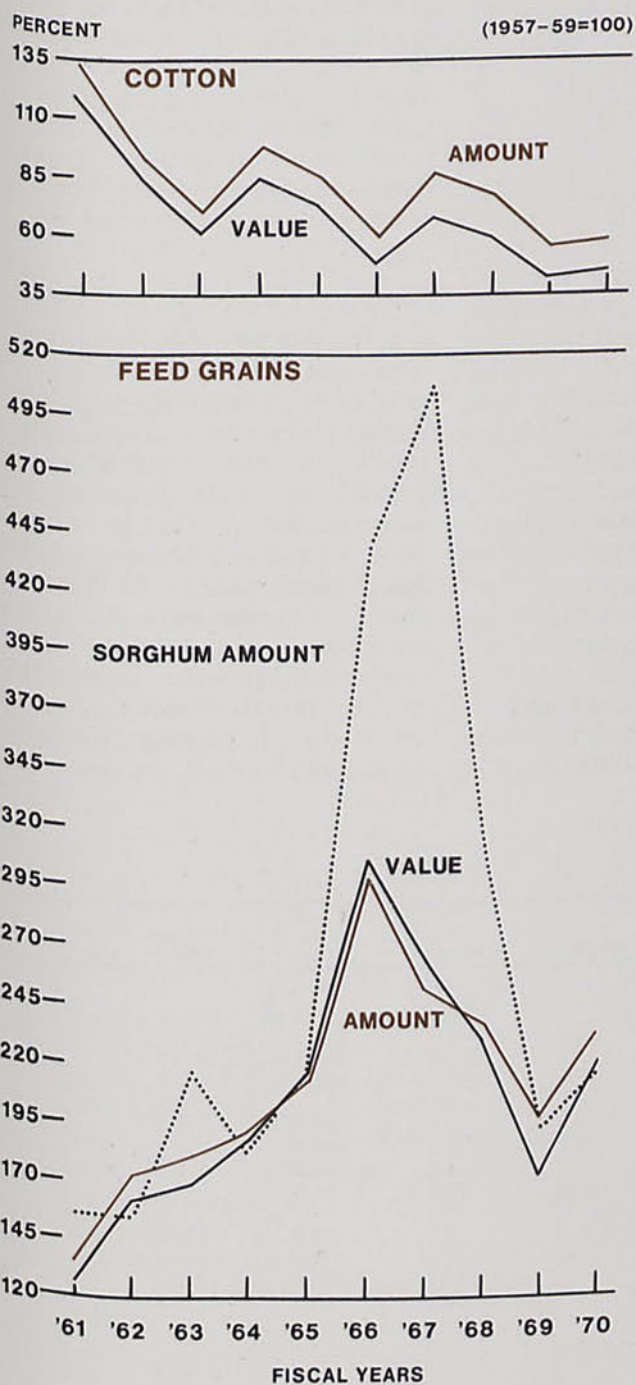 PERCENT (1957-59=100)
135
COTTON
110
AMOUNT
85
VALUE
60
35
520
FEED GRAINS
495
470
445
420
395
SORGHUM AMOUNT
370
345
320
295
VALUE
270
245
AMOUNT
220
195
170
145
120
'61 '62 '63 '64 '65 '66 '67 '68 '69 '70
FISCAL YEARS